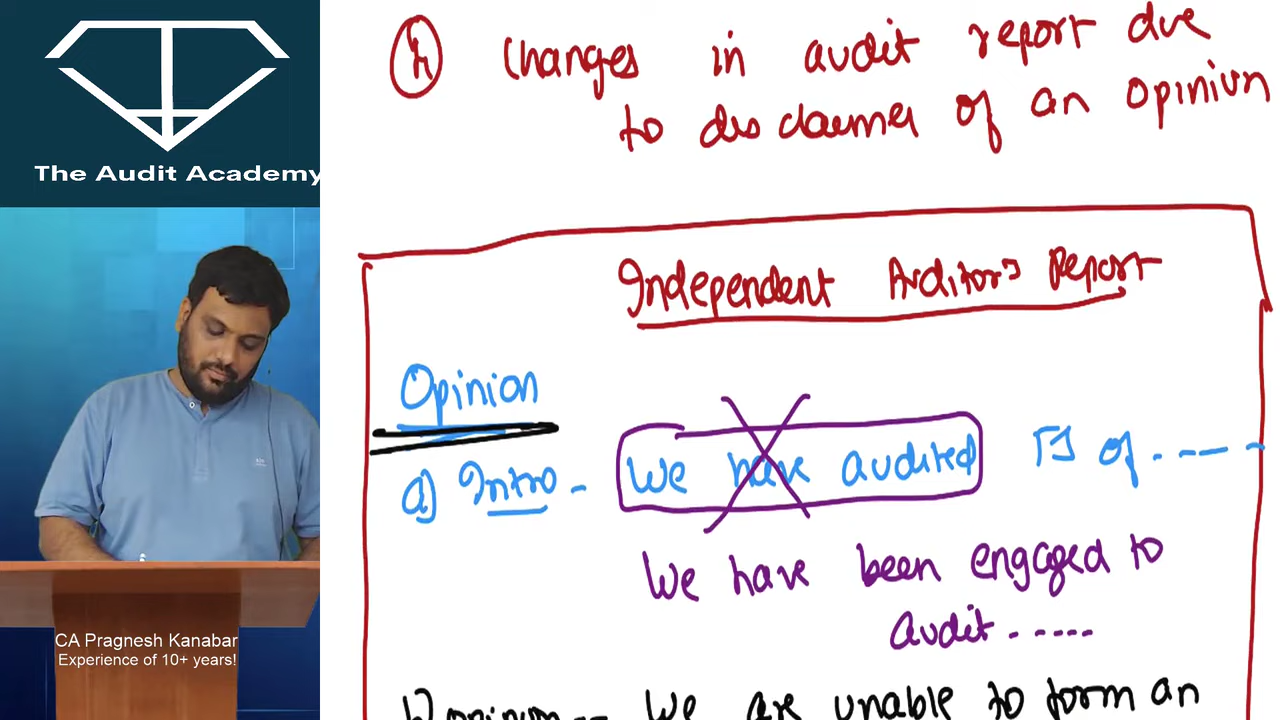 The Audit Academy
CA Pragnesh Kanabar
Experience of 10+ years!
h changes in audit report due
to disclaimer of an opinion
Independent Auditor's Report
Opinion
a) Intro - We have audited FS of .----
We have been engaged to
audit .-----
b) opinion -- We are unable to form an